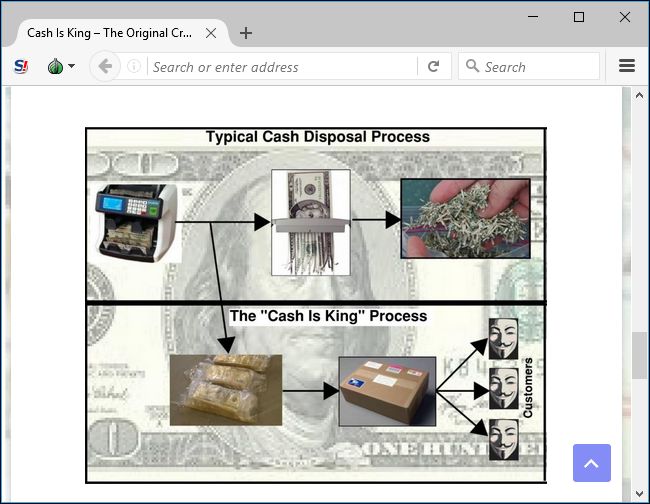 Cash Is King – The Original Cr...
S!
Search or enter address
Search
Typical Cash Disposal Process
The "Cash Is King" Process
Customers
ONE HUN